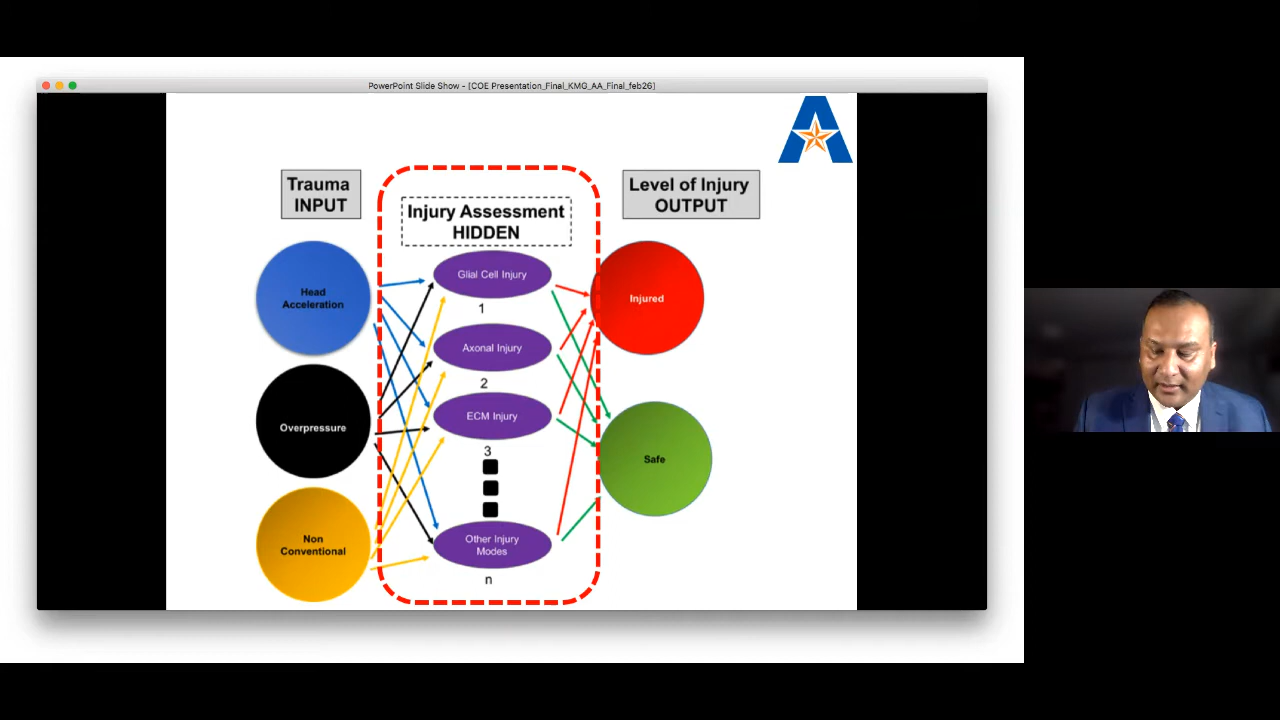 PowerPoint Slide Show - [COE Presentation_Final_KMG_AA_Final_feb26]
Trauma
INPUT
Injury Assessment
HIDDEN
Level of Injury
OUTPUT
Head
Acceleration
Overpressure
Non
Conventional
Glial Cell Injury
1
Axonal Injury
2
ECM Injury
3
Other Injury
Modes
n
Injured
Safe